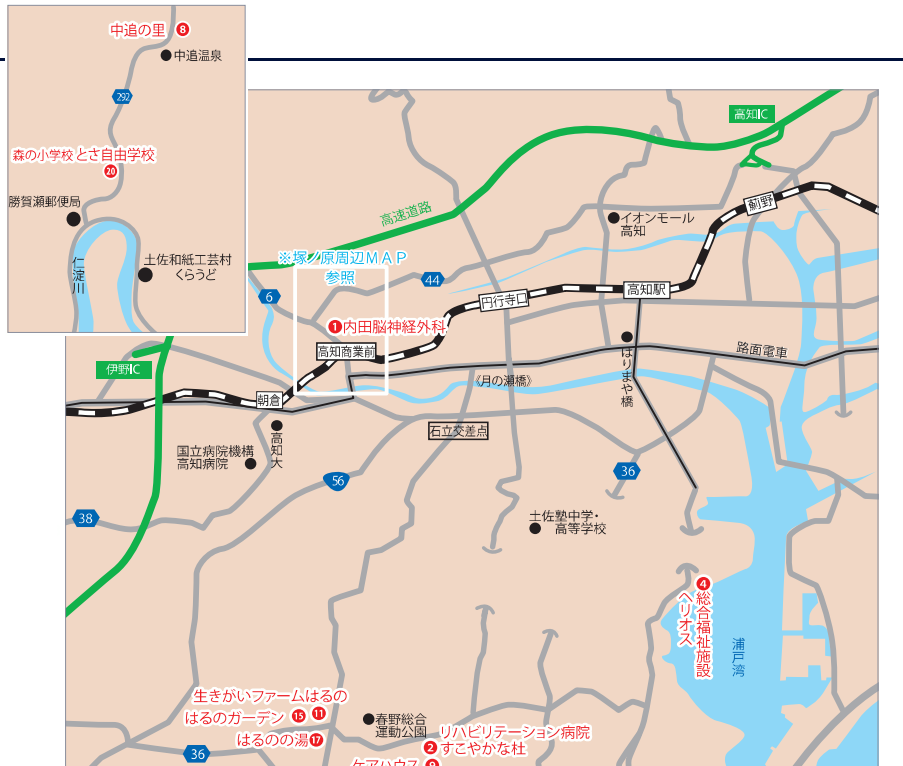 中追の里 8
中追温泉
292
森の小学校 とさ自由学校
20
勝賀瀬郵便局
仁淀川
土佐和紙工芸村
くらうど
高知IC
高速道路
薊野
イオンモール
高知
※塚ノ原周辺MAP
参照
44
6
高知駅
円行寺口
1 内田脳神経外科
高知商業前
路面電車
はりまや橋
伊野IC
《月の瀬橋》
朝倉
高知大
石立交差点
国立病院機構
高知病院
56
36
38
土佐塾中学・
高等学校
4 総合福祉施設
ヘリオス
浦戸湾
生きがいファームはるの
はるのガーデン 15 11
はるのの湯 17
春野総合
運動公園
リハビリテーション病院
2 すこやかな杜
36
ケアハウス 9